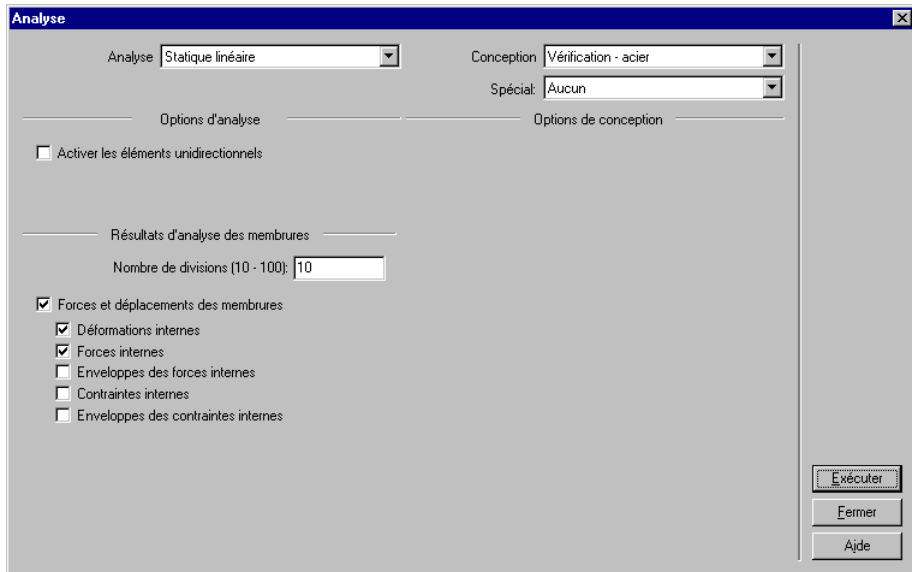 Analyse
Analyse Statique linéaire
Conception Vérification - acier
Spécial: Aucun
Options d'analyse
Options de conception
Activer les éléments unidirectionnels
Résultats d'analyse des membrures
Nombre de divisions (10 - 100): 10
Forces et déplacements des membrures
Déformations internes
Forces internes
Enveloppes des forces internes
Contraintes internes
Enveloppes des contraintes internes
Exécuter
Fermer
Aide